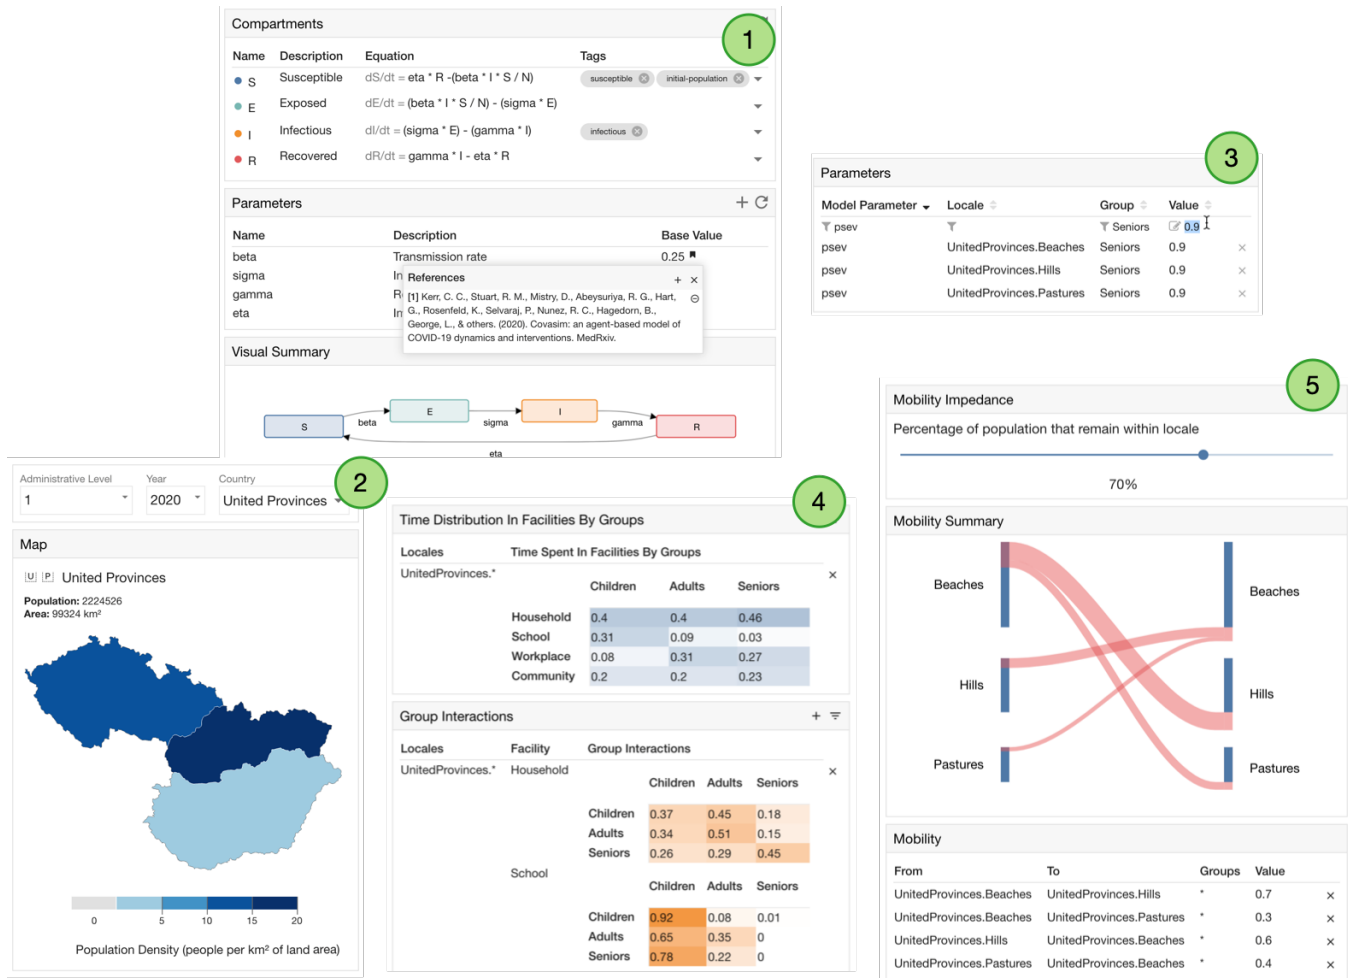 1
Compartments
Name Description Equation Tags
S Susceptible dS/dt = eta * R -(beta * I * S / N) susceptible initial-population
E Exposed dE/dt = (beta * I * S / N) - (sigma * E)
I Infectious dI/dt = (sigma * E) - (gamma * I) infectious
R Recovered dR/dt = gamma * I - eta * R
Parameters
Name Description Base Value
beta Transmission rate 0.25
sigma In
gamma R
eta In
References
[1] Kerr, C. C., Stuart, R. M., Mistry, D., Abeysuriya, R. G., Hart,
G., Rosenfeld, K., Selvaraj, P., Nunez, R. C., Hagedorn, B.,
George, L., & others. (2020). Covasim: an agent-based model of
COVID-19 dynamics and interventions. MedRxiv.
Visual Summary
S
beta
E
sigma
I
gamma
R
eta
2
Administrative Level Year Country
1 2020 United Provinces
Map
U P United Provinces
Population: 2224526
Area: 99324 km²
0 5 10 15 20
Population Density (people per km² of land area)
3
Parameters
Model Parameter Locale Group Value
psev Seniors 0.9
psev UnitedProvinces.Beaches Seniors 0.9
psev UnitedProvinces.Hills Seniors 0.9
psev UnitedProvinces.Pastures Seniors 0.9
4
Time Distribution In Facilities By Groups
Locales Time Spent In Facilities By Groups
UnitedProvinces.*
Children Adults Seniors
Household 0.4 0.4 0.46
School 0.31 0.09 0.03
Workplace 0.08 0.31 0.27
Community 0.2 0.2 0.23
Group Interactions
Locales Facility Group Interactions
UnitedProvinces.* Household
Children Adults Seniors
Children 0.37 0.45 0.18
Adults 0.34 0.51 0.15
Seniors 0.26 0.29 0.45
School
Children Adults Seniors
Children 0.92 0.08 0.01
Adults 0.65 0.35 0
Seniors 0.78 0.22 0
5
Mobility Impedance
Percentage of population that remain within locale
70%
Mobility Summary
Beaches Beaches
Hills Hills
Pastures Pastures
Mobility
From To Groups Value
UnitedProvinces.Beaches UnitedProvinces.Hills * 0.7
UnitedProvinces.Beaches UnitedProvinces.Pastures * 0.3
UnitedProvinces.Hills UnitedProvinces.Beaches * 0.6
UnitedProvinces.Pastures UnitedProvinces.Beaches * 0.4